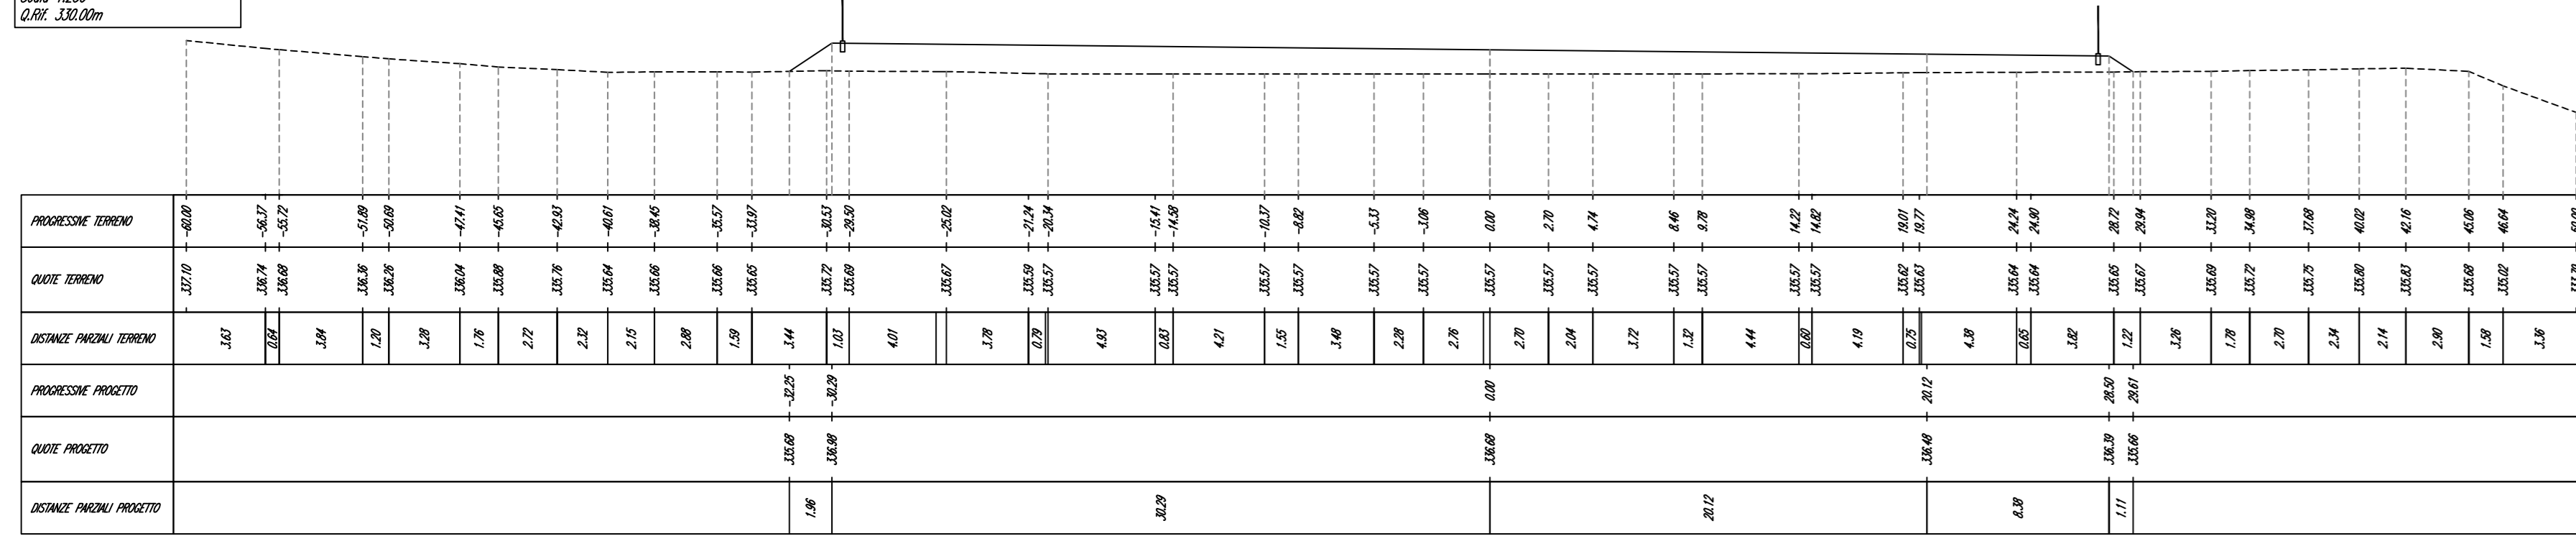 Q.Rif. 330.00m
PROGRESSIVE TERRENO -60.00 -56.37 -55.72 -51.89 -50.69 -47.41 -45.65 -42.93 -40.61 -38.45 -35.57 -33.97 -30.53 -29.50 -25.02 -21.24 -20.34 -15.41 -14.58 -10.37 -8.82 -5.33 -3.06 0.00 2.70 4.74 8.46 9.78 14.22 14.82 19.01 19.77 24.24 24.90 28.72 29.94 33.20 34.98 37.68 40.02 42.16 45.06 46.64
QUOTE TERRENO 337.10 336.74 336.68 336.36 336.26 336.04 335.88 335.76 335.64 335.66 335.66 335.65 335.72 335.69 335.67 335.59 335.57 335.57 335.57 335.57 335.57 335.57 335.57 335.57 335.57 335.57 335.57 335.57 335.57 335.57 335.62 335.63 335.64 335.64 335.65 335.67 335.69 335.72 335.75 335.80 335.83 335.68 335.02
DISTANZE PARZIALI TERRENO 3.63 0.64 3.84 1.20 3.28 1.76 2.72 2.32 2.15 2.88 1.59 3.44 1.03 4.01 3.78 0.79 4.93 0.83 4.21 1.55 3.48 2.28 2.76 2.70 2.04 3.72 1.32 4.44 0.60 4.19 0.75 4.38 0.65 3.82 1.22 3.26 1.78 2.70 2.34 2.14 2.90 1.58 3.36
PROGRESSIVE PROGETTO -32.25 -30.29 0.00 20.12 28.50 29.61
QUOTE PROGETTO 335.68 336.98 336.68 336.48 336.39 335.66
DISTANZE PARZIALI PROGETTO 1.96 30.29 20.12 8.38 1.11